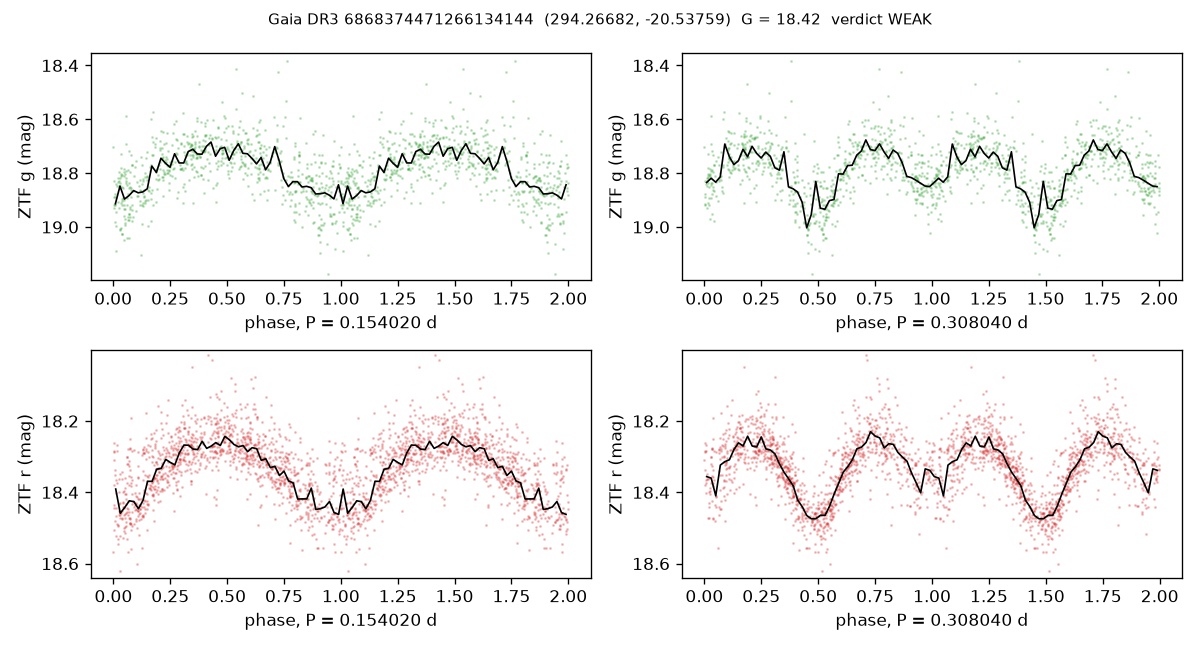 Gaia DR3 6868374471266134144  (294.26682, -20.53759)  G = 18.42  verdict WEAK
ZTF g (mag)
18.4
18.6
18.8
19.0
0.00 0.25 0.50 0.75 1.00 1.25 1.50 1.75 2.00
phase, P = 0.154020 d
ZTF g (mag)
18.4
18.6
18.8
19.0
0.00 0.25 0.50 0.75 1.00 1.25 1.50 1.75 2.00
phase, P = 0.308040 d
ZTF r (mag)
18.2
18.4
18.6
0.00 0.25 0.50 0.75 1.00 1.25 1.50 1.75 2.00
phase, P = 0.154020 d
ZTF r (mag)
18.2
18.4
18.6
0.00 0.25 0.50 0.75 1.00 1.25 1.50 1.75 2.00
phase, P = 0.308040 d